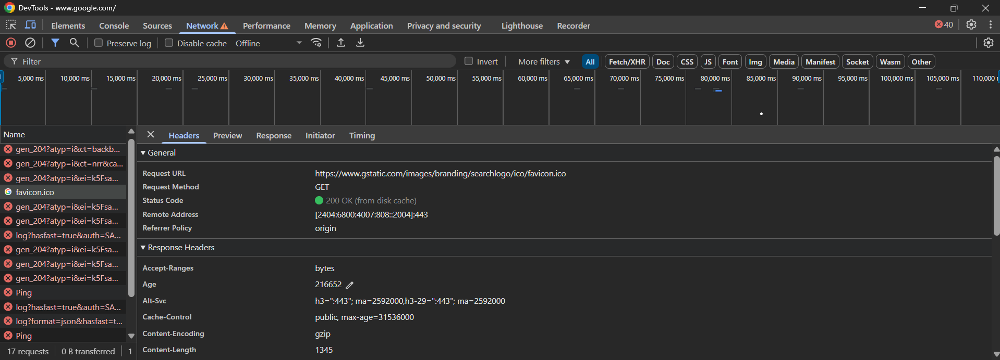 DevTools - www.google.com/
Elements Console Sources Network Performance Memory Application Privacy and security Lighthouse Recorder 40
Preserve log Disable cache Offline
Filter Invert More filters All Fetch/XHR Doc CSS JS Font Img Media Manifest Socket Wasm Other
5,000 ms 10,000 ms 15,000 ms 20,000 ms 25,000 ms 30,000 ms 35,000 ms 40,000 ms 45,000 ms 50,000 ms 55,000 ms 60,000 ms 65,000 ms 70,000 ms 75,000 ms 80,000 ms 85,000 ms 90,000 ms 95,000 ms 100,000 ms 105,000 ms 110,000
Name
gen_204?atyp=i&ct=backb...
gen_204?atyp=i&ct=nrr&ca...
gen_204?atyp=i&ei=k5Fsa...
favicon.ico
gen_204?atyp=i&ei=k5Fsa...
gen_204?atyp=i&ei=k5Fsa...
log?hasfast=true&auth=SA...
gen_204?atyp=i&ei=k5Fsa...
gen_204?atyp=i&ei=k5Fsa...
gen_204?atyp=i&ei=k5Fsa...
Ping
log?hasfast=true&auth=SA...
log?format=json&hasfast=t...
Ping
17 requests 0 B transferred 1
Headers Preview Response Initiator Timing
General
Request URL https://www.gstatic.com/images/branding/searchlogo/ico/favicon.ico
Request Method GET
Status Code 200 OK (from disk cache)
Remote Address [2404:6800:4007:808::2004]:443
Referrer Policy origin
Response Headers
Accept-Ranges bytes
Age 216652
Alt-Svc h3=":443"; ma=2592000,h3-29=":443"; ma=2592000
Cache-Control public, max-age=31536000
Content-Encoding gzip
Content-Length 1345